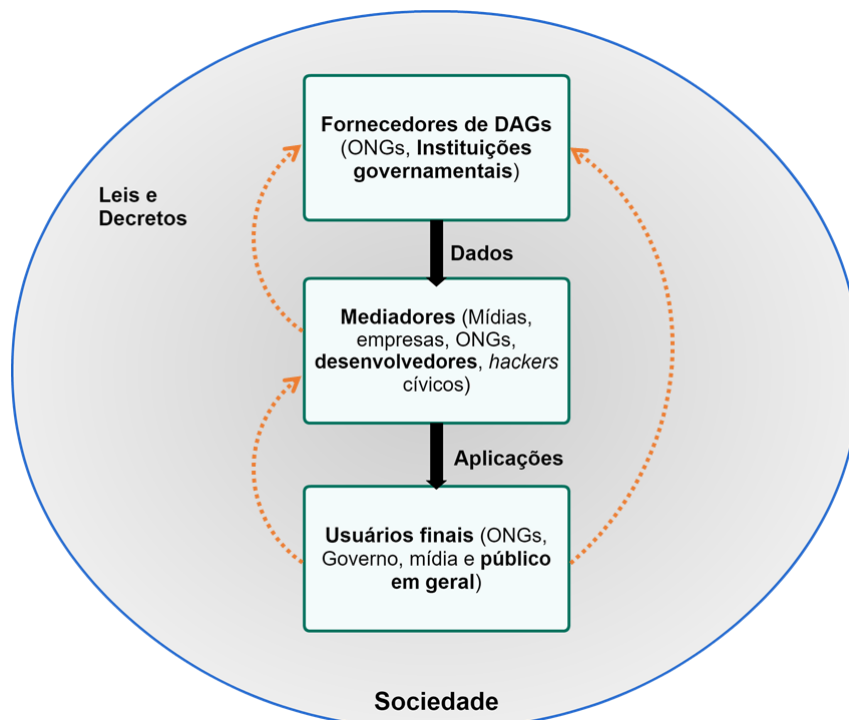 Fornecedores de DAGs
(ONGs, Instituições
governamentais)
Leis e
Decretos
Dados
Mediadores (Mídias,
empresas, ONGs,
desenvolvedores, hackers
cívicos)
Aplicações
Usuários finais (ONGs,
Governo, mídia e público
em geral)
Sociedade